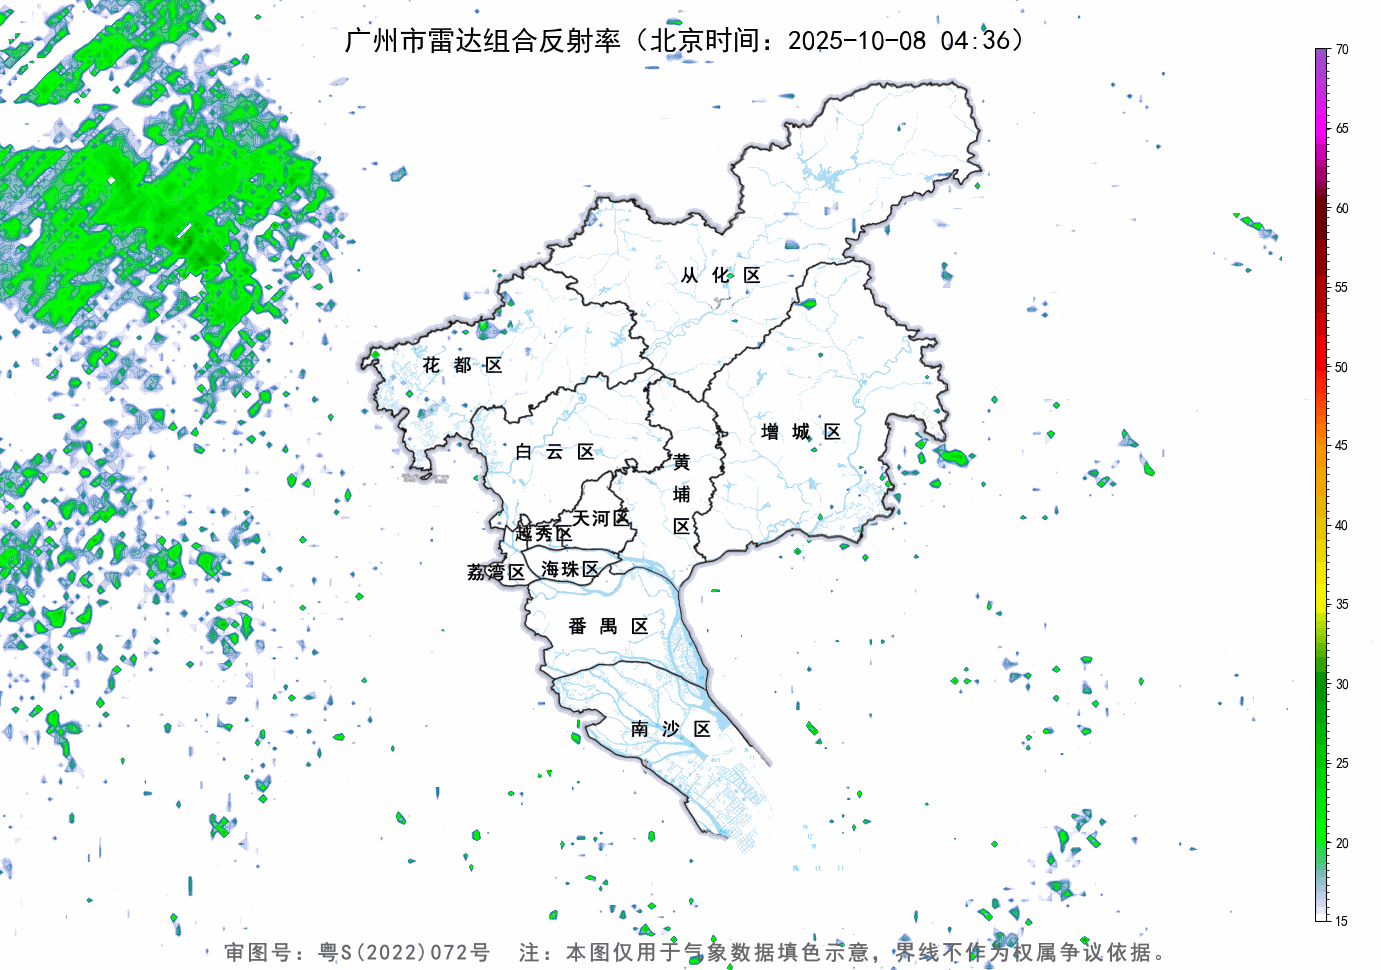 广州市雷达组合反射率（北京时间：2025-10-08 04:36）
70
65
60
55
50
45
40
35
30
25
20
15
从化区
花都区
增城区
白云区
黄埔区
天河区
越秀区
荔湾区
海珠区
番禺区
南沙区
审图号：粤S(2022)072号 注：本图仅用于气象数据填色示意，界线不作为权属争议依据。